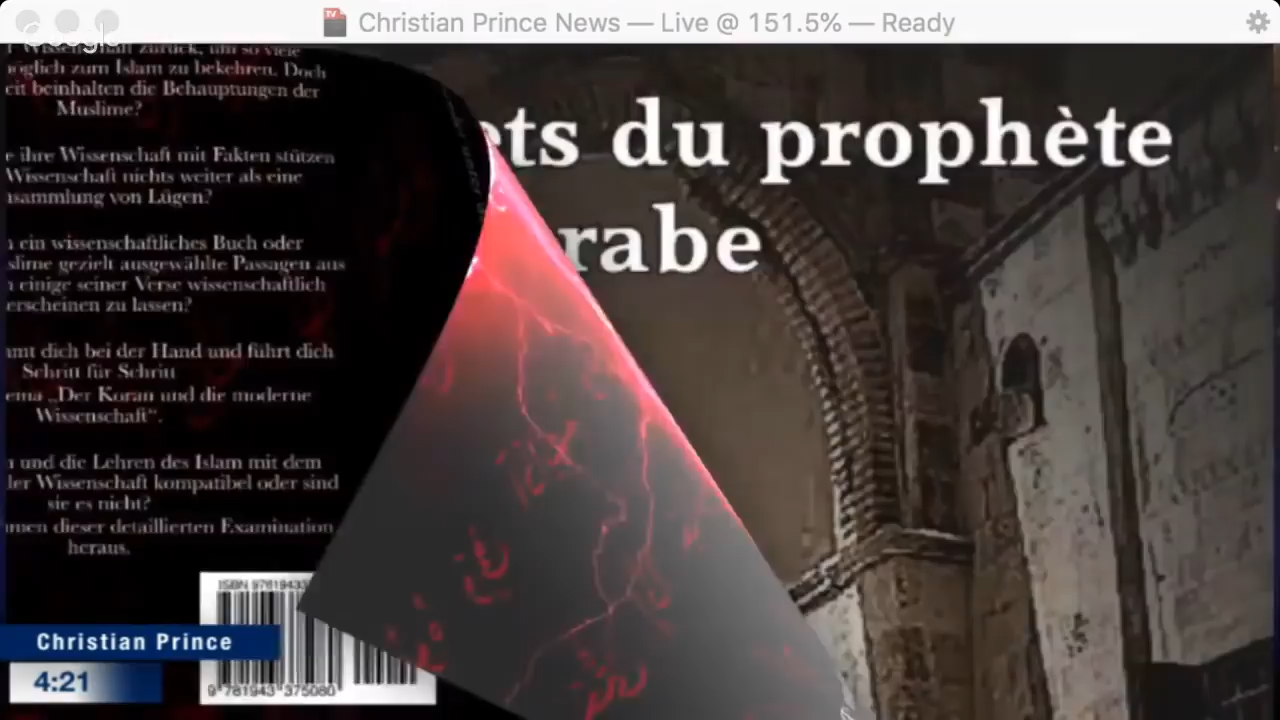 Christian Prince News — Live @ 151.5% — Ready
Google
zurück, um so viele
zum Islam zu bekehren. Doch
beinhalten die Behauptungen der
Muslime?
ihre Wissenschaft mit Fakten stützen
Wissenschaft nichts weiter als eine
von Lügen?
ein wissenschaftliches Buch oder
gezielt ausgewählte Passagen aus
einige seiner Verse wissenschaftlich
erscheinen zu lassen?
dich bei der Hand und führt dich
Schritt für Schritt
„Der Koran und die moderne
Wissenschaft“.
und die Lehren des Islam mit dem
Wissenschaft kompatibel oder sind
sie es nicht?
dieser detaillierten Examination
heraus.
ets du prophète
rabe
ISBN
9 781943 375080
Christian Prince
4:21